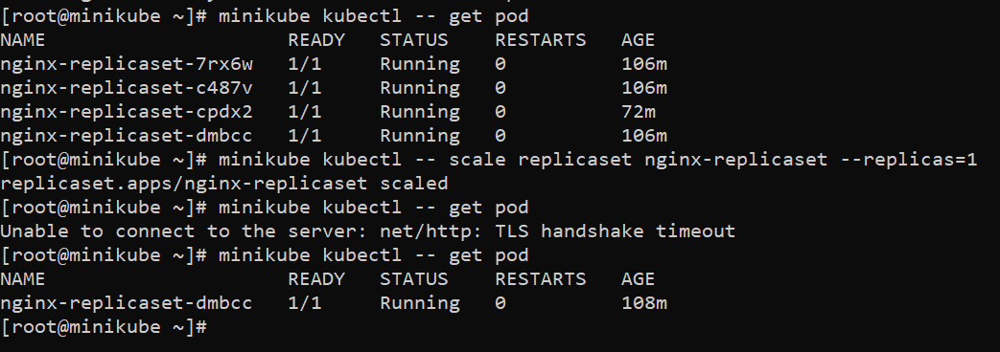 [root@minikube ~]# minikube kubectl -- get pod
NAME READY STATUS RESTARTS AGE
nginx-replicaset-7rx6w 1/1 Running 0 106m
nginx-replicaset-c487v 1/1 Running 0 106m
nginx-replicaset-cpdx2 1/1 Running 0 72m
nginx-replicaset-dmbcc 1/1 Running 0 106m
[root@minikube ~]# minikube kubectl -- scale replicaset nginx-replicaset --replicas=1
replicaset.apps/nginx-replicaset scaled
[root@minikube ~]# minikube kubectl -- get pod
Unable to connect to the server: net/http: TLS handshake timeout
[root@minikube ~]# minikube kubectl -- get pod
NAME READY STATUS RESTARTS AGE
nginx-replicaset-dmbcc 1/1 Running 0 108m
[root@minikube ~]#